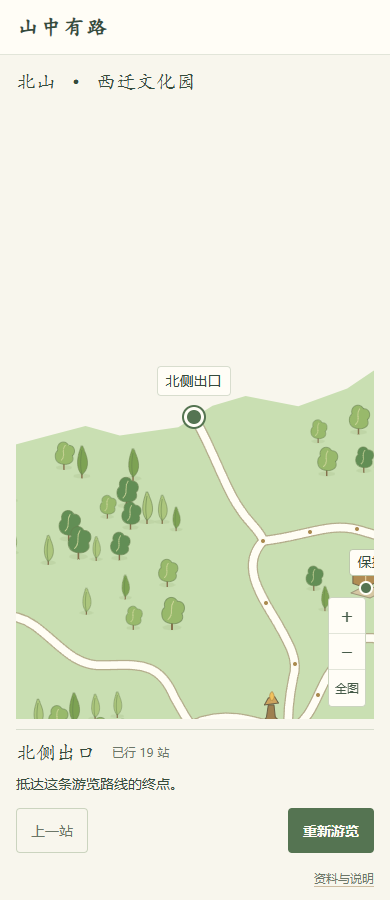 山中有路
北山 • 西迁文化园
北侧出口
+
−
全图
北侧出口 已行 19 站
抵达这条游览路线的终点。
上一站 重新游览
资料与说明